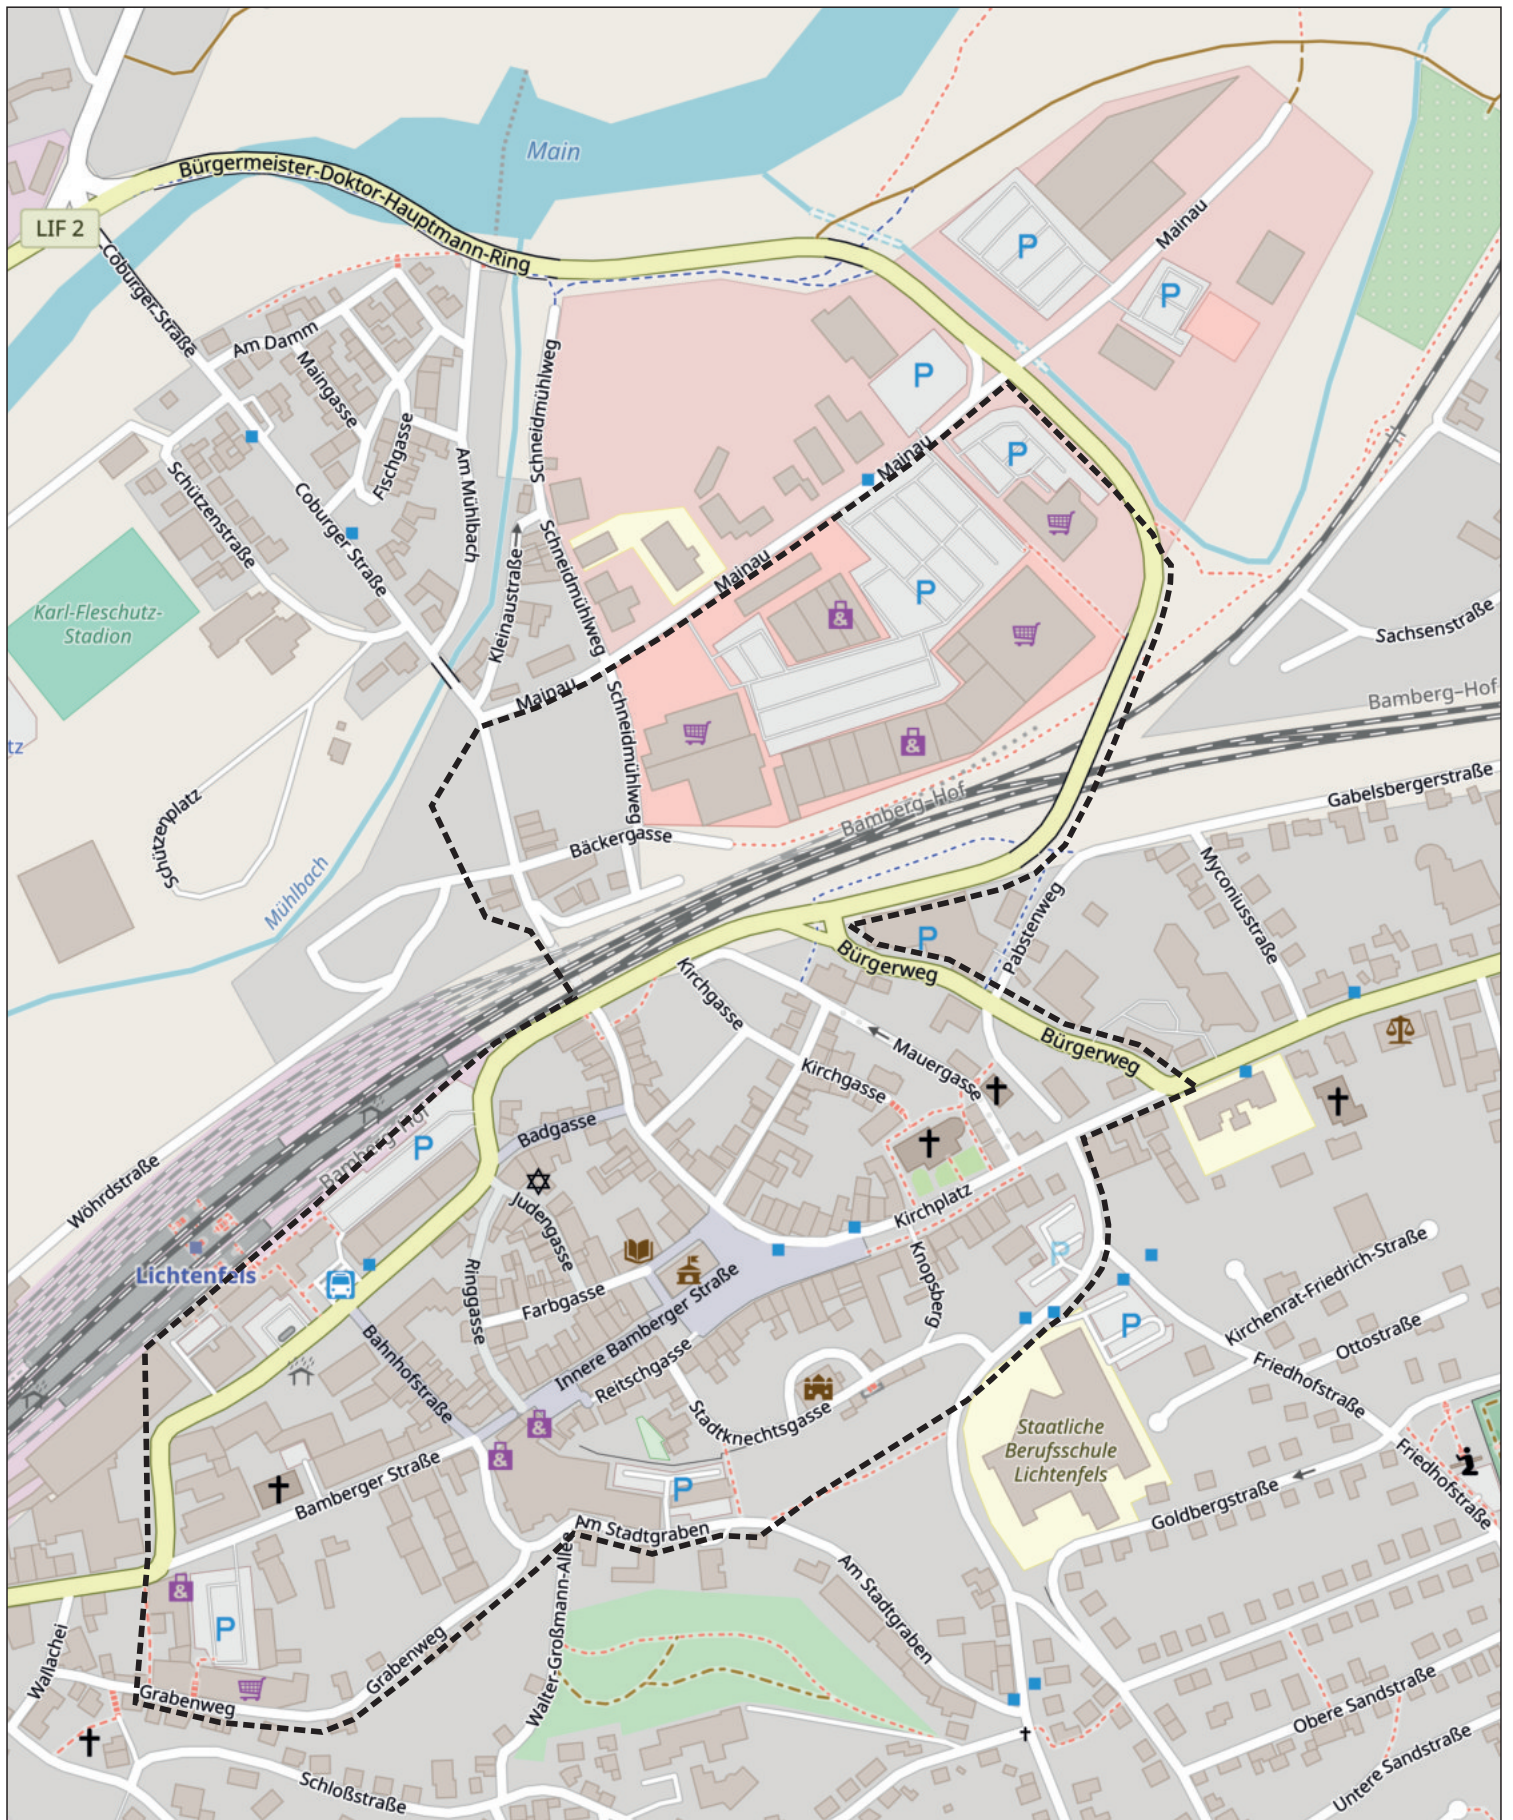 Main
Bürgermeister-Doktor-Hauptmann-Ring
LIF 2
Coburger-Straße
Mainau
P
P
Am Damm
Maingasse
Schneidmühlweg
P
Fischgasse
Mainau
P
Schützenstraße
Coburger Straße
Am Mühlbach
Schneidmühlweg
Kleinaustraße
Mainau
P
&
Karl-Fleschutz-
Stadion
Sachsenstraße
Mainau
Schneidmühlweg
Bamberg-Hof
tz
&
Schützenplatz
Bäckergasse
Bamberg-Hof
Gabelsbergerstraße
Mühlbach
Myconiusstraße
P
Pabstenweg
Bürgerweg
Kirchgasse
Mauergasse
Bürgerweg
Kirchgasse
Bamberg-Hof
P
Badgasse
Wöhrdstraße
Judengasse
Kirchplatz
Knopsberg
P
Lichtenfels
Ringgasse
Farbgasse
Innere Bamberger Straße
Kirchenrat-Friedrich-Straße
P
Ottostraße
Bahnhofstraße
Reitschgasse
Friedhofstraße
Stadtknechtsgasse
&
&
Staatliche
Berufsschule
Lichtenfels
Bamberger Straße
P
Friedhofstraße
Goldbergstraße
Am Stadtgraben
Am Stadtgraben
Walter-Großmann-Allee
&
P
Wallachei
Grabenweg
Grabenweg
Obere Sandstraße
Untere Sandstraße
Schloßstraße